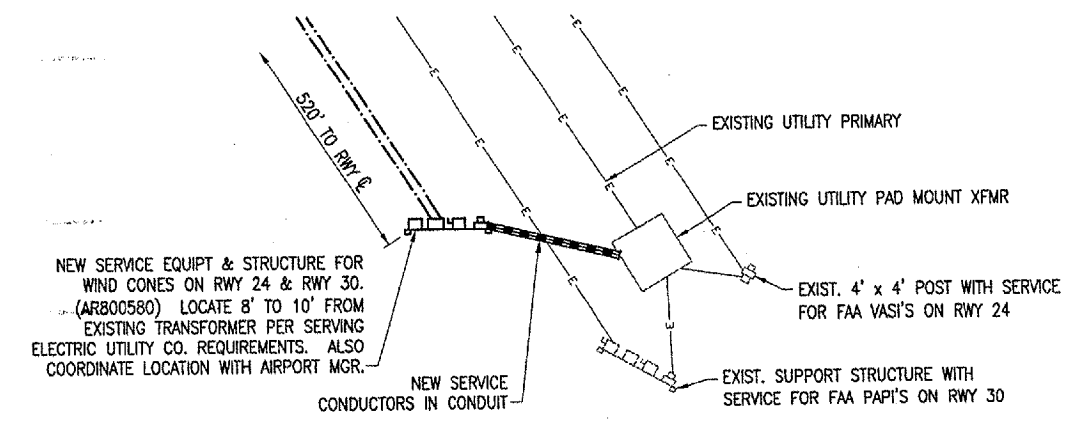 520' TO RWY ℄
EXISTING UTILITY PRIMARY
EXISTING UTILITY PAD MOUNT XFMR
NEW SERVICE EQUIPT & STRUCTURE FOR
WIND CONES ON RWY 24 & RWY 30.
(AR800580) LOCATE 8' TO 10' FROM
EXISTING TRANSFORMER PER SERVING
ELECTRIC UTILITY CO. REQUIREMENTS. ALSO
COORDINATE LOCATION WITH AIRPORT MGR.
EXIST. 4' x 4' POST WITH SERVICE
FOR FAA VASI'S ON RWY 24
NEW SERVICE
CONDUCTORS IN CONDUIT
EXIST. SUPPORT STRUCTURE WITH
SERVICE FOR FAA PAPI'S ON RWY 30
E
E
E
E
E
E
E
E
E
E